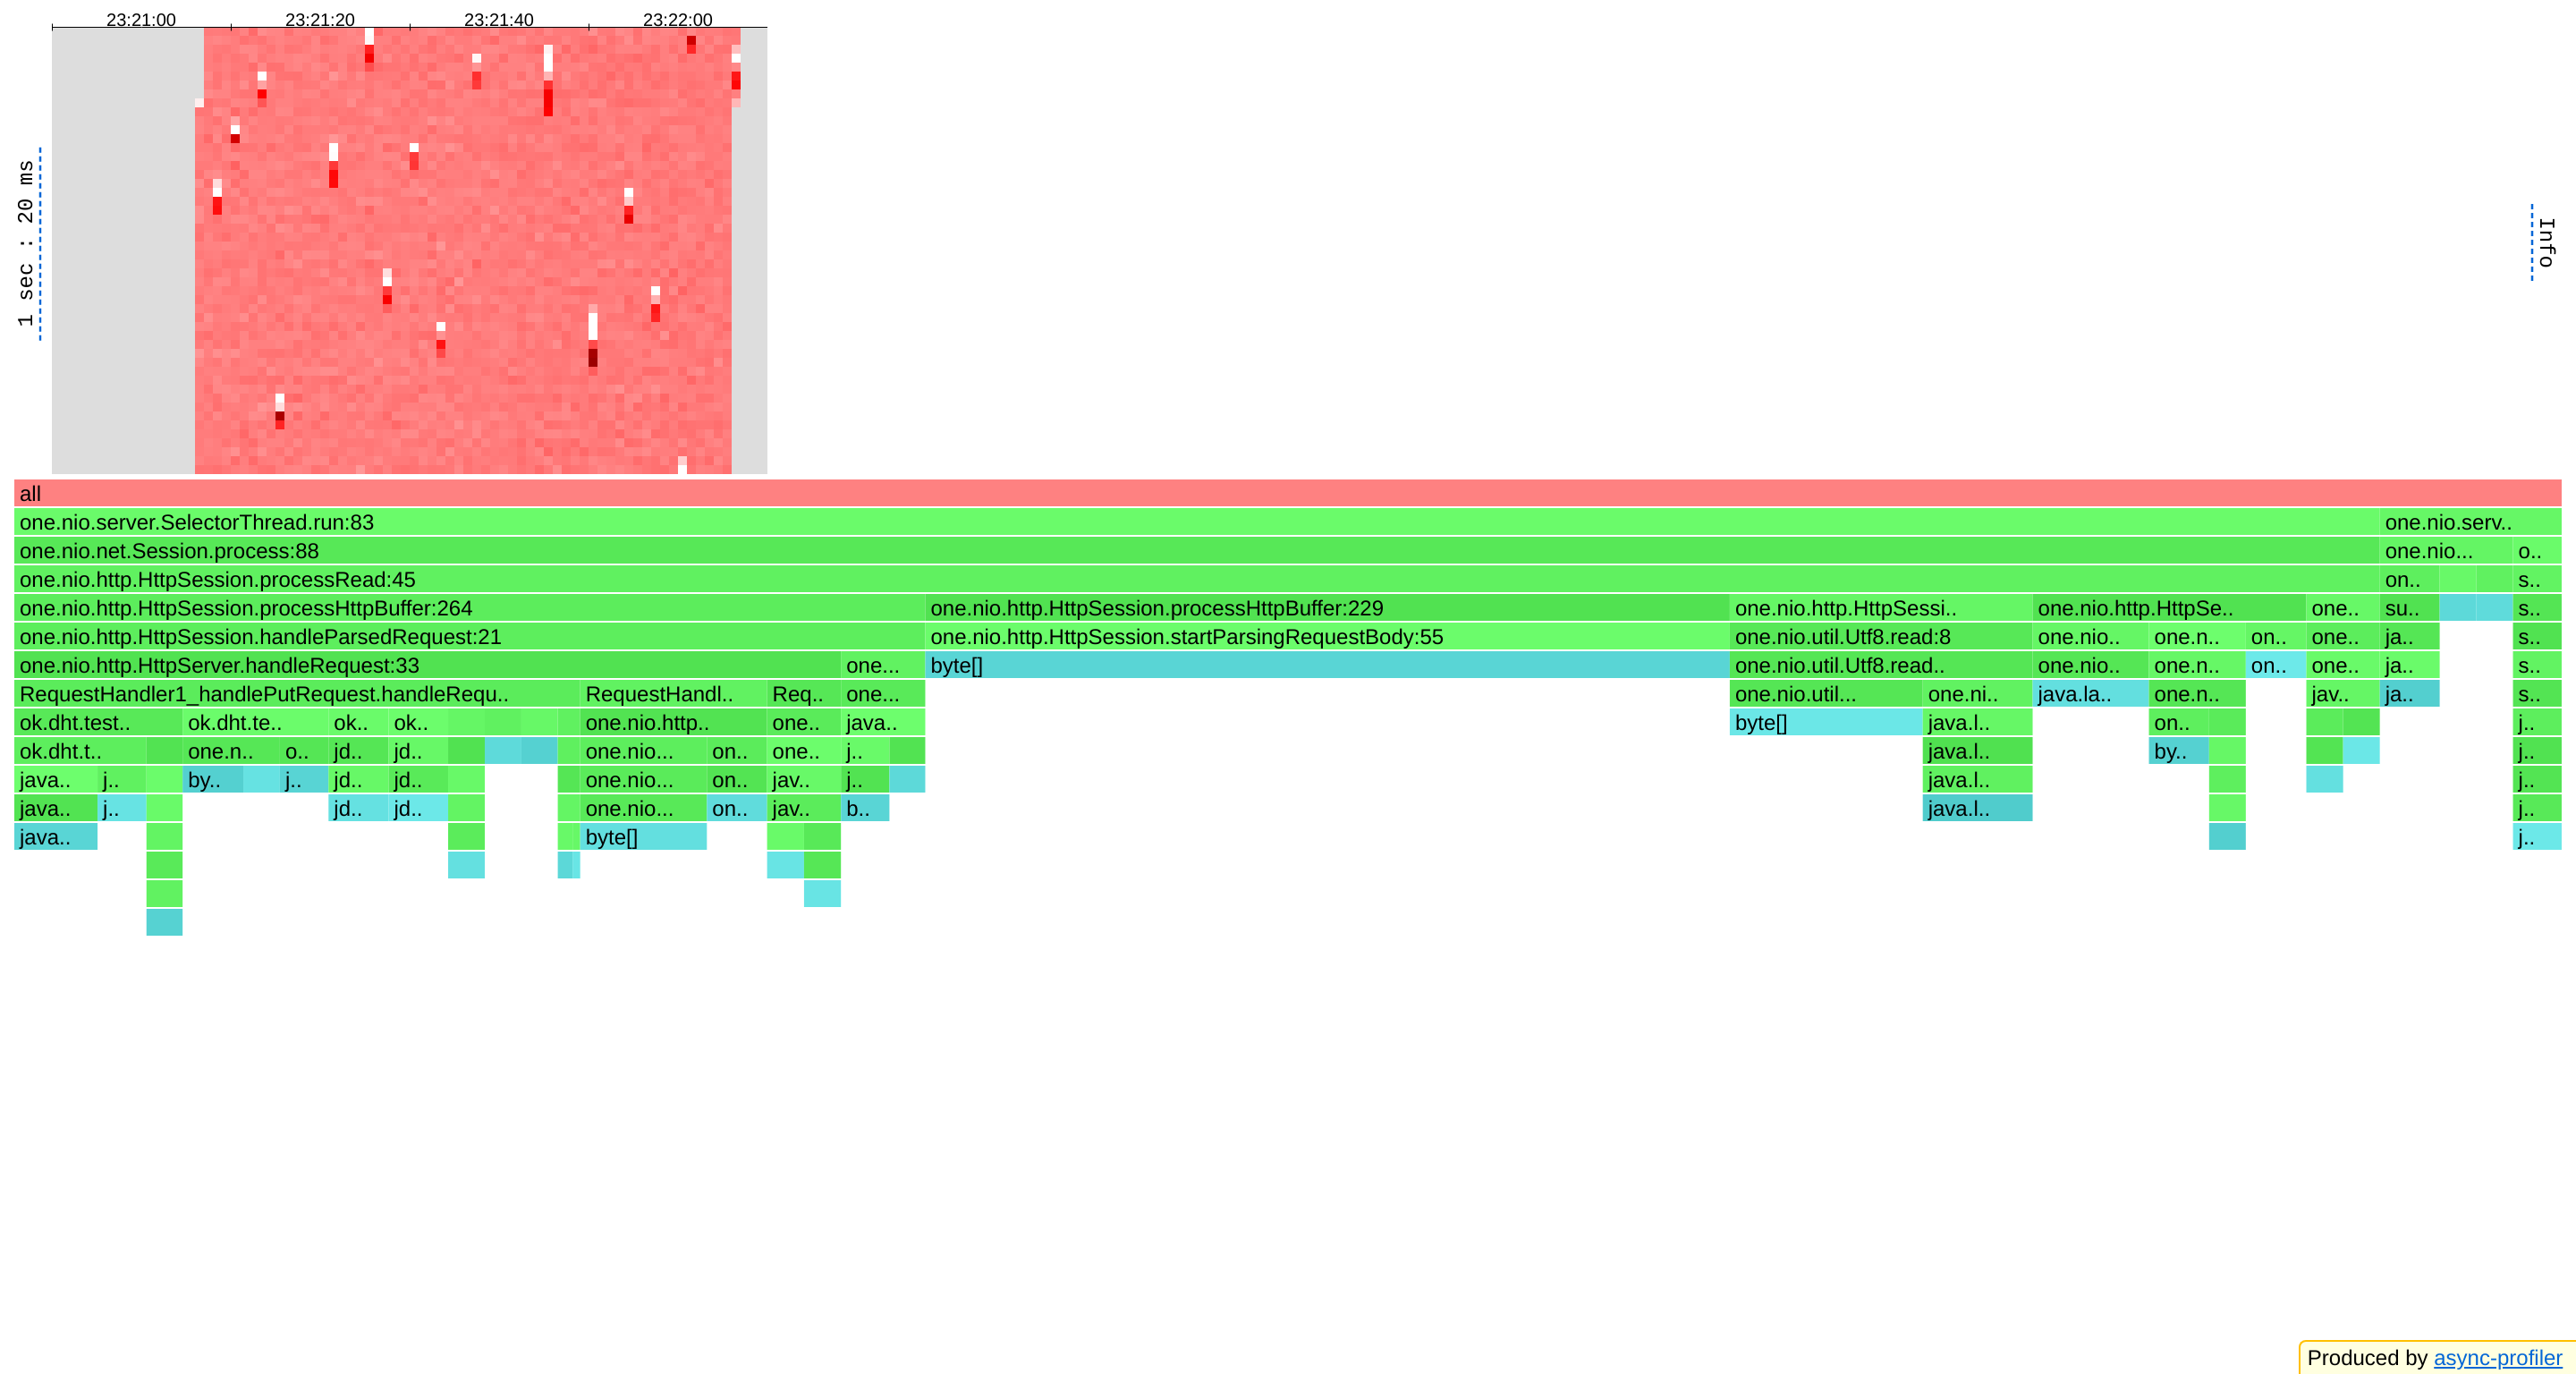 23:21:00 23:21:20 23:21:40 23:22:00
1 sec : 20 ms
Info
all
one.nio.server.SelectorThread.run:83 one.nio.serv..
one.nio.net.Session.process:88 one.nio... o..
one.nio.http.HttpSession.processRead:45 on.. s..
one.nio.http.HttpSession.processHttpBuffer:264 one.nio.http.HttpSession.processHttpBuffer:229 one.nio.http.HttpSessi.. one.nio.http.HttpSe.. one.. su.. s..
one.nio.http.HttpSession.handleParsedRequest:21 one.nio.http.HttpSession.startParsingRequestBody:55 one.nio.util.Utf8.read:8 one.nio.. one.n.. on.. one.. ja.. s..
one.nio.http.HttpServer.handleRequest:33 one... byte[] one.nio.util.Utf8.read.. one.nio.. one.n.. on.. one.. ja.. s..
RequestHandler1_handlePutRequest.handleRequ.. RequestHandl.. Req.. one... one.nio.util... one.ni.. java.la.. one.n.. jav.. ja.. s..
ok.dht.test.. ok.dht.te.. ok.. ok.. one.nio.http.. one.. java.. byte[] java.l.. on.. j..
ok.dht.t.. one.n.. o.. jd.. jd.. one.nio... on.. one.. j.. java.l.. by.. j..
java.. j.. by.. j.. jd.. jd.. one.nio... on.. jav.. j.. java.l.. j..
java.. j.. jd.. jd.. one.nio... on.. jav.. b.. java.l.. j..
java.. byte[] j..
Produced by async-profiler